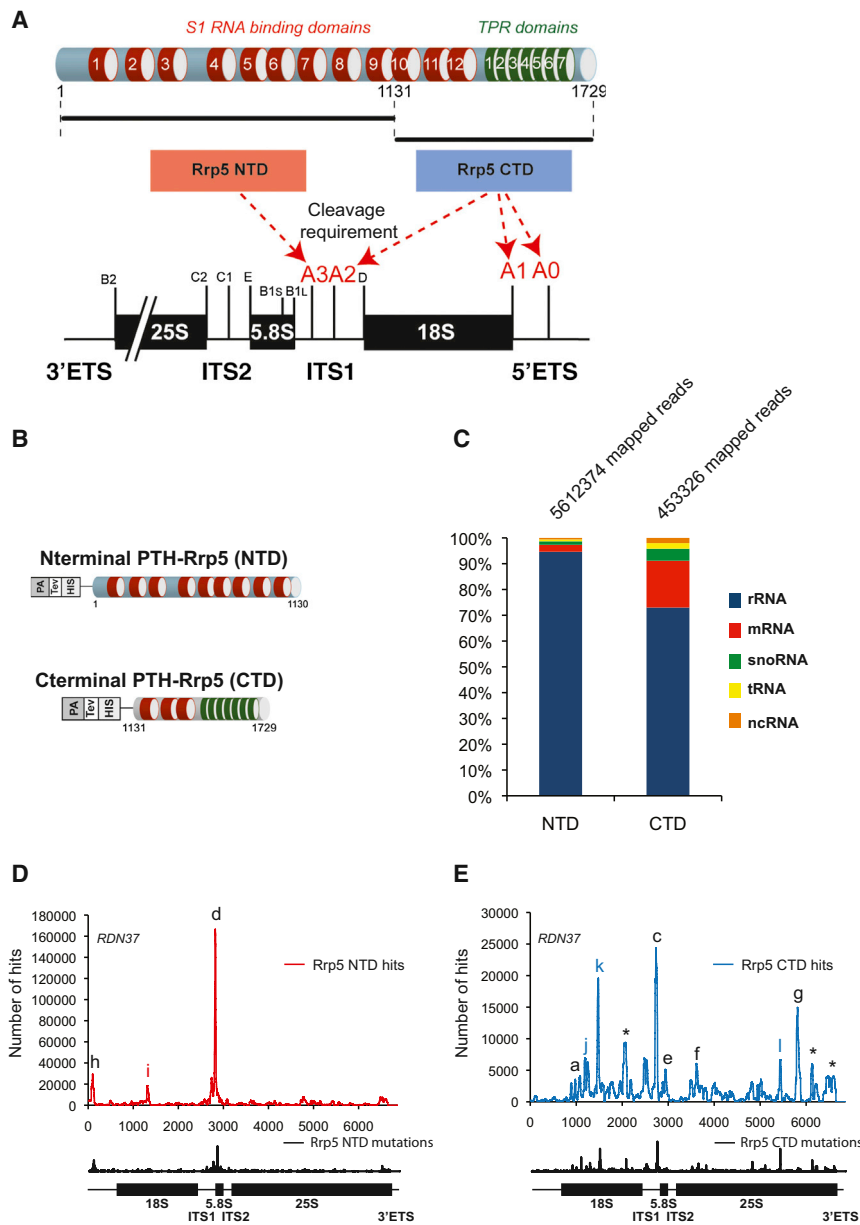 A
S1 RNA binding domains
TPR domains
1 2 3 4 5 6 7 8 9 10 11 12 1 2 3 4 5 6 7
1 1131 1729
Rrp5 NTD
Rrp5 CTD
Cleavage
requirement
A3 A2 A1 A0
B2 C2 C1 E B1S B1L D
25S 5.8S 18S
3'ETS ITS2 ITS1 5'ETS
B
Nterminal PTH-Rrp5 (NTD)
PA Tev HIS
1 1130
Cterminal PTH-Rrp5 (CTD)
PA Tev HIS
1131 1729
C
5612374 mapped reads
453326 mapped reads
100%
90%
80%
70%
60%
50%
40%
30%
20%
10%
0%
NTD CTD
rRNA
mRNA
snoRNA
tRNA
ncRNA
D
Number of hits
180000
160000
140000
120000
100000
80000
60000
40000
20000
0
RDN37
Rrp5 NTD hits
h i d
0 1000 2000 3000 4000 5000 6000
Rrp5 NTD mutations
18S 5.8S 25S
ITS1 ITS2 3'ETS
E
Number of hits
30000
25000
20000
15000
10000
5000
0
RDN37
Rrp5 CTD hits
a j k * c e f l g * *
0 1000 2000 3000 4000 5000 6000
Rrp5 CTD mutations
18S 5.8S 25S
ITS1 ITS2 3'ETS